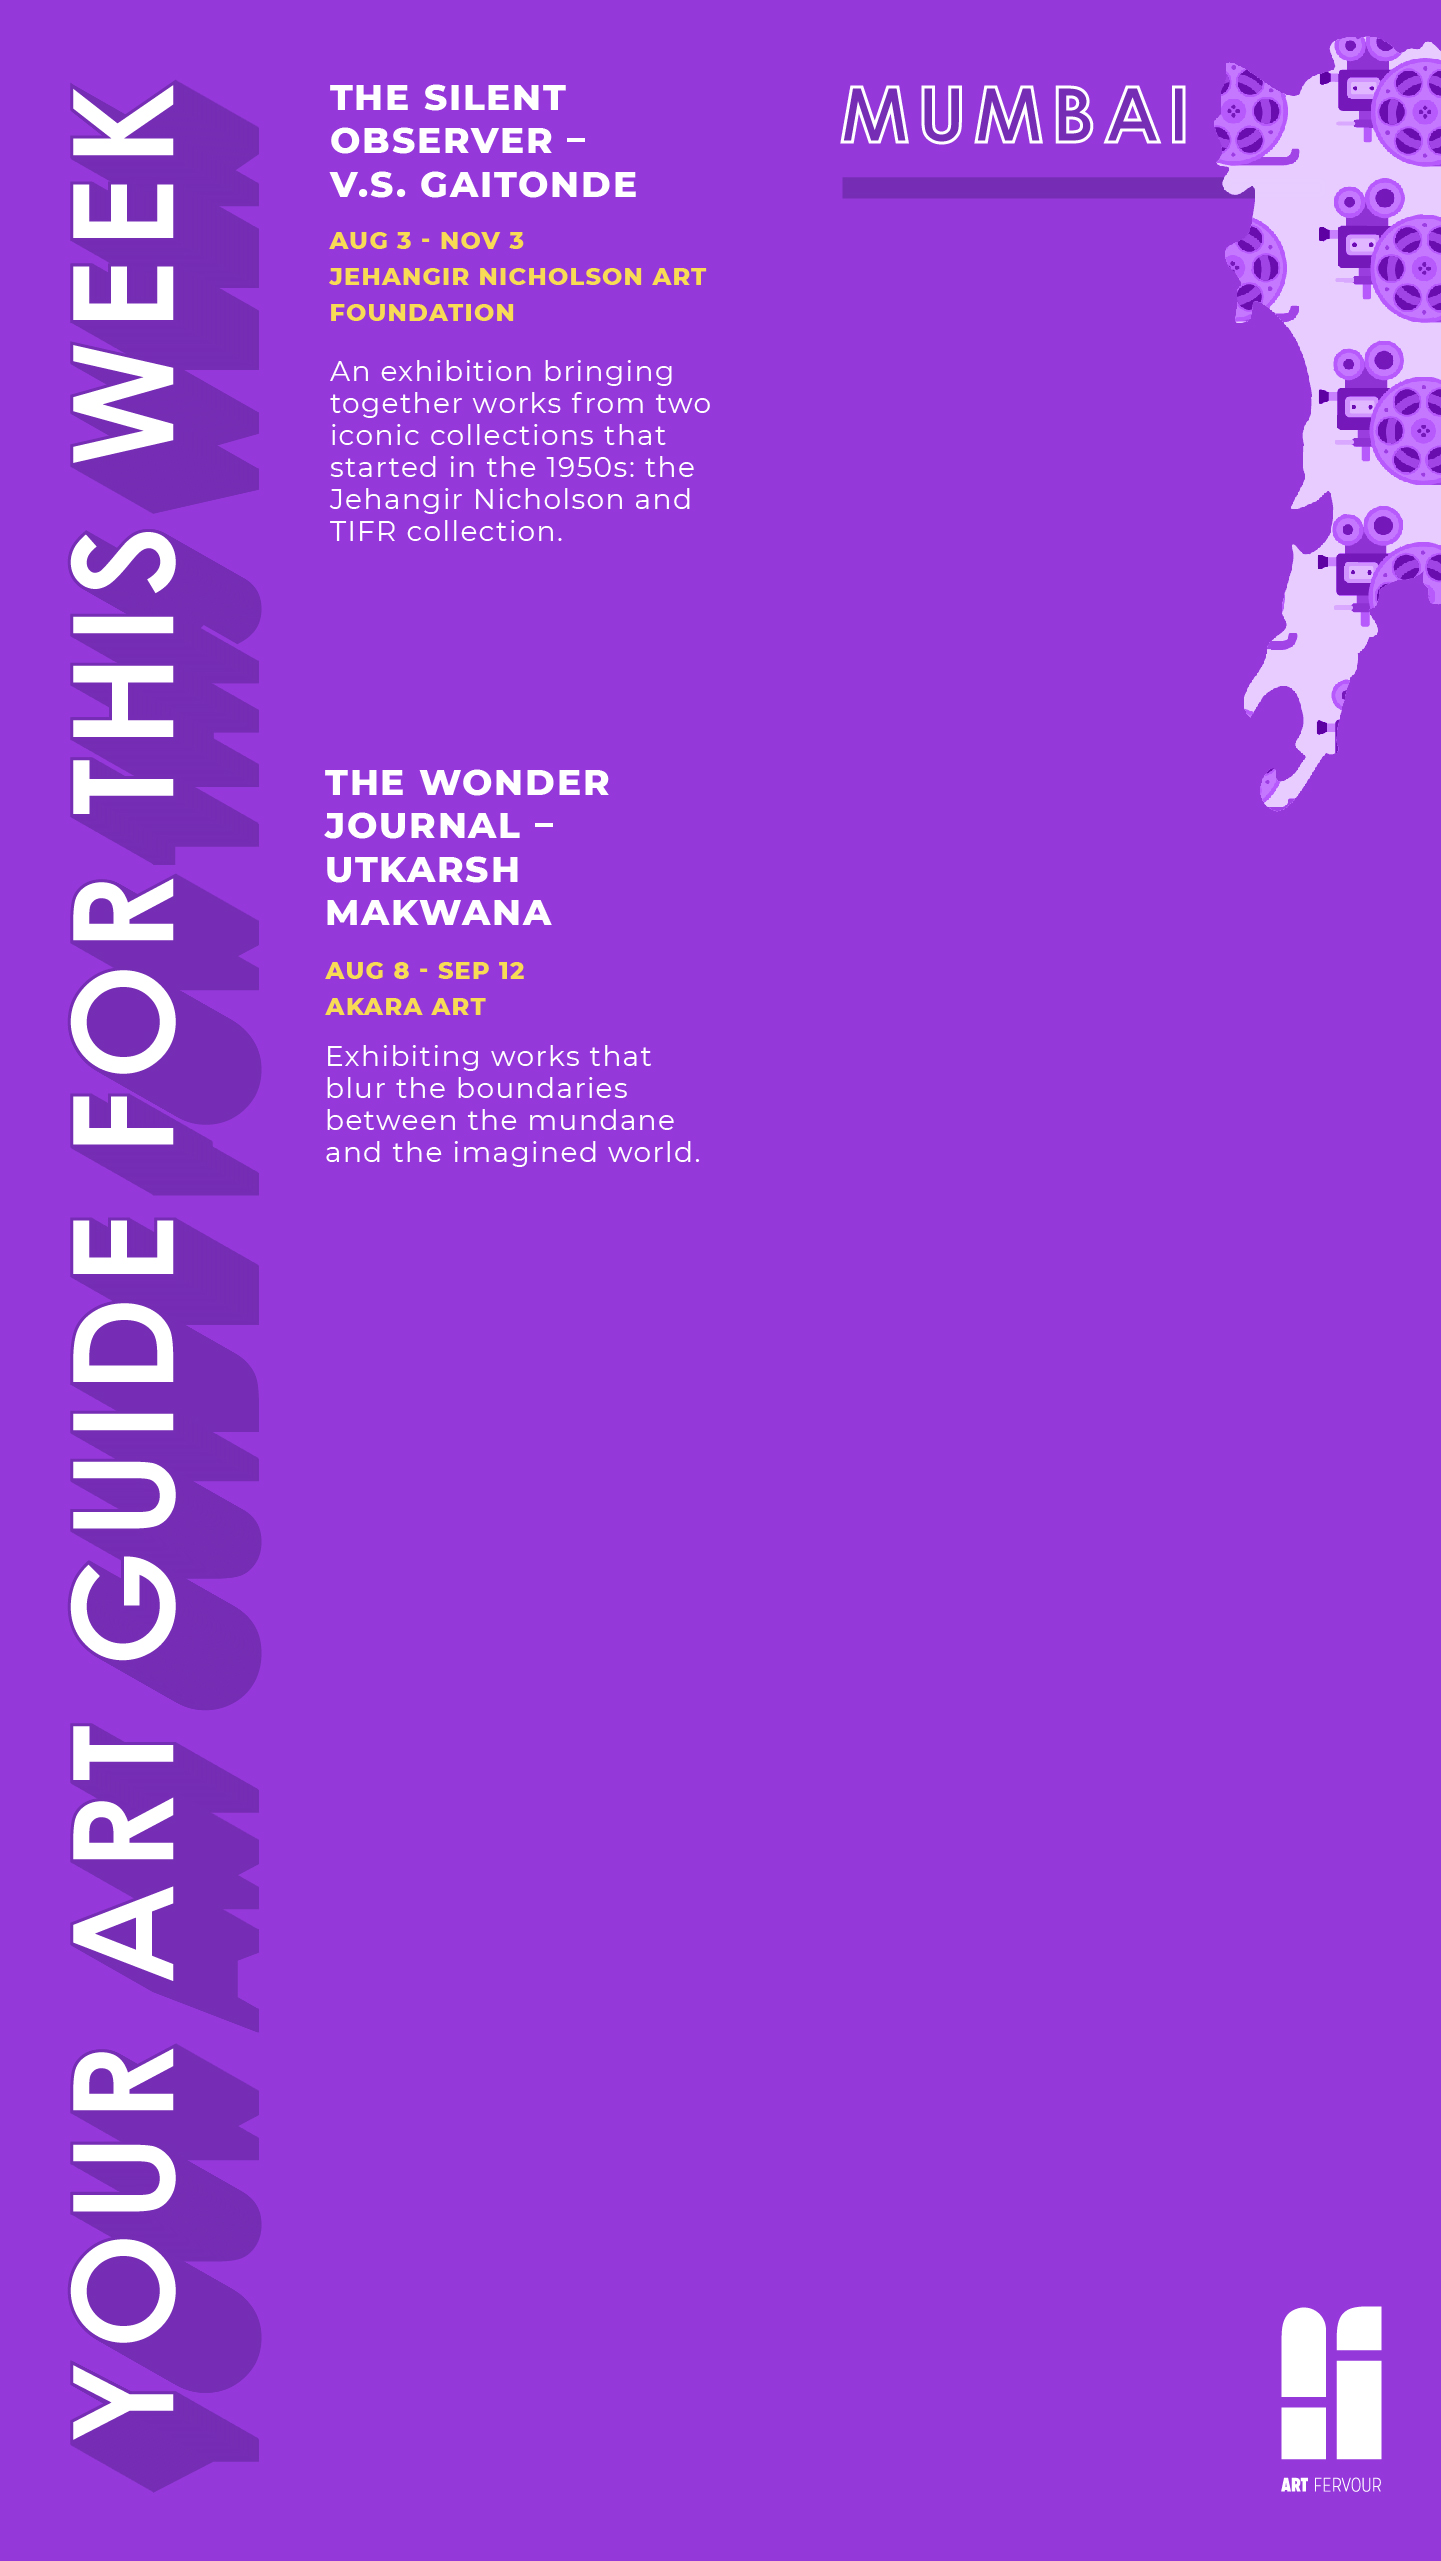 YOUR ART GUIDE FOR THIS WEEK
MUMBAI
THE SILENT
OBSERVER –
V.S. GAITONDE
AUG 3 - NOV 3
JEHANGIR NICHOLSON ART
FOUNDATION
An exhibition bringing
together works from two
iconic collections that
started in the 1950s: the
Jehangir Nicholson and
TIFR collection.
THE WONDER
JOURNAL –
UTKARSH
MAKWANA
AUG 8 - SEP 12
AKARA ART
Exhibiting works that
blur the boundaries
between the mundane
and the imagined world.
ART FERVOUR